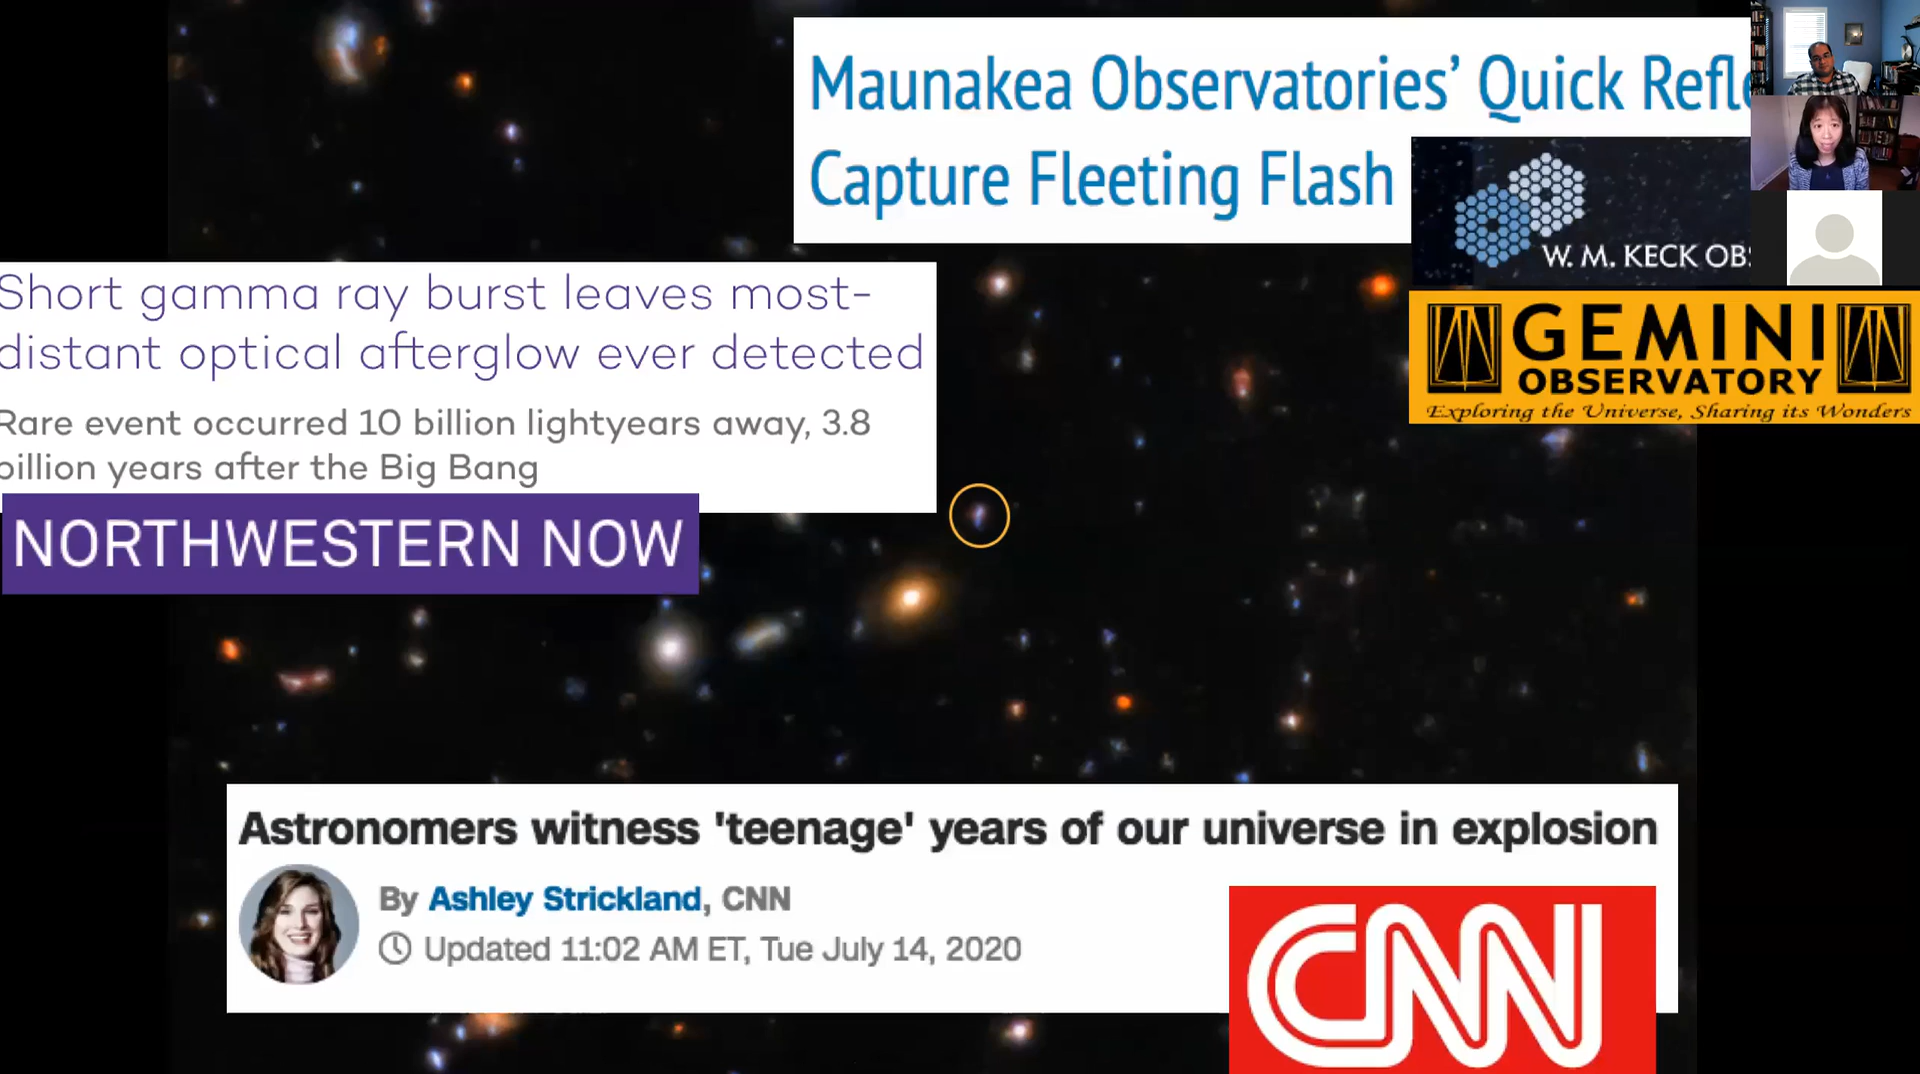 Maunakea Observatories’ Quick Refle
Capture Fleeting Flash
W. M. KECK OBS
GEMINI
OBSERVATORY
Exploring the Universe, Sharing its Wonders
Short gamma ray burst leaves most-
distant optical afterglow ever detected
Rare event occurred 10 billion lightyears away, 3.8
billion years after the Big Bang
NORTHWESTERN NOW
Astronomers witness 'teenage' years of our universe in explosion
By Ashley Strickland, CNN
Updated 11:02 AM ET, Tue July 14, 2020
CNN